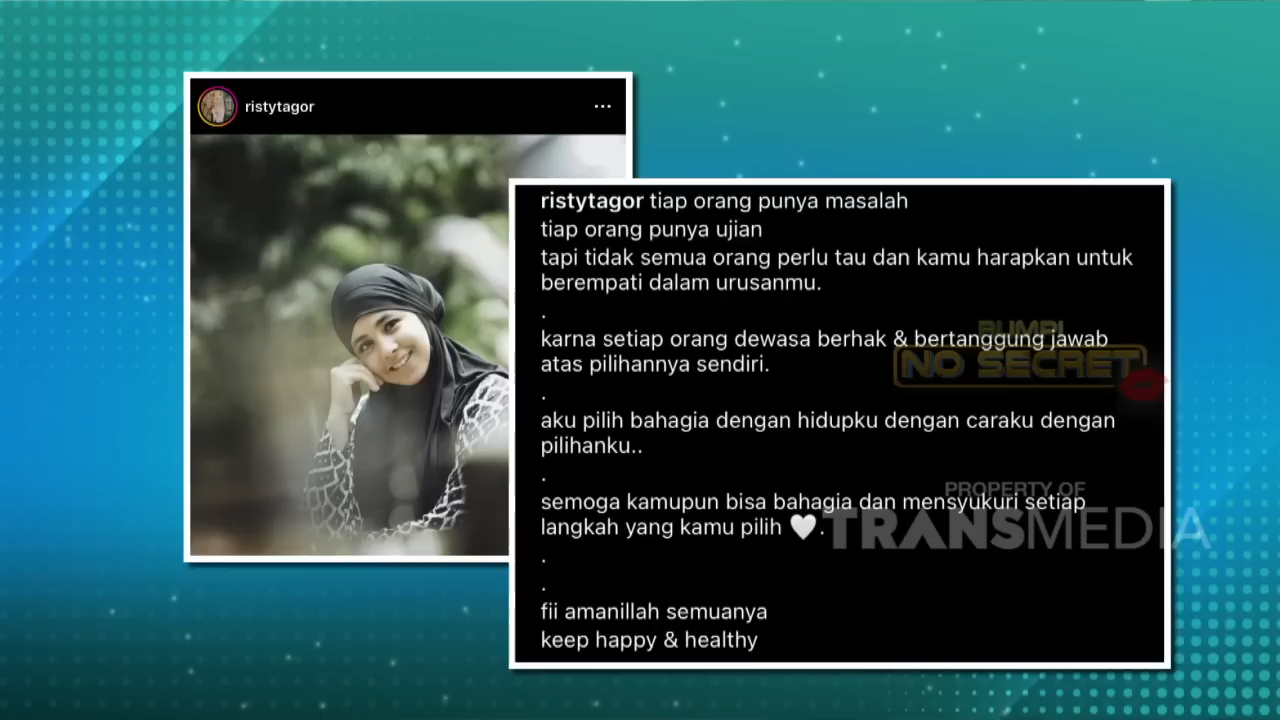 ristytagor
ristytagor tiap orang punya masalah
tiap orang punya ujian
tapi tidak semua orang perlu tau dan kamu harapkan untuk
berempati dalam urusanmu.
.
karna setiap orang dewasa berhak & bertanggung jawab
atas pilihannya sendiri.
.
aku pilih bahagia dengan hidupku dengan caraku dengan
pilihanku..
.
semoga kamupun bisa bahagia dan mensyukuri setiap
langkah yang kamu pilih 🤍.
.
.
fii amanillah semuanya
keep happy & healthy
RUMPI
NO SECRET
PROPERTY OF
TRANSMEDIA